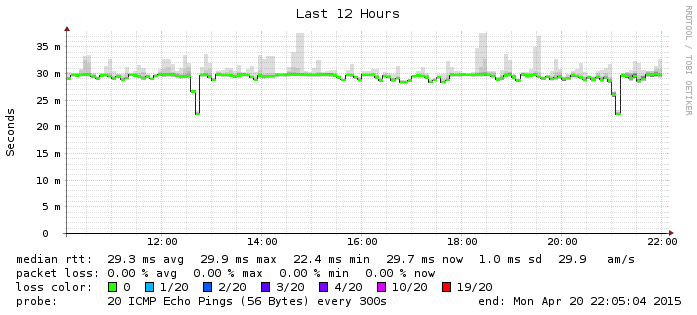 Last 12 Hours
RRDTOOL / TOBI OETIKER
Seconds
35 m
30 m
25 m
20 m
15 m
10 m
5 m
0
12:00 14:00 16:00 18:00 20:00 22:00
median rtt: 29.3 ms avg 29.9 ms max 22.4 ms min 29.7 ms now 1.0 ms sd 29.9 am/s
packet loss: 0.00 % avg 0.00 % max 0.00 % min 0.00 % now
loss color: 0 1/20 2/20 3/20 4/20 10/20 19/20
probe: 20 ICMP Echo Pings (56 Bytes) every 300s end: Mon Apr 20 22:05:04 2015